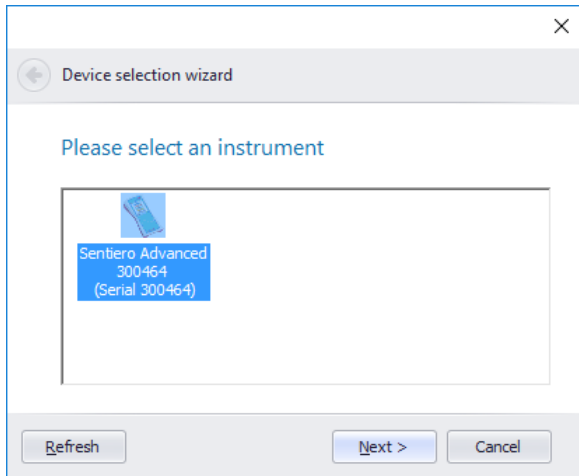 Device selection wizard
Please select an instrument
Sentiero Advanced
300464
(Serial 300464)
Refresh
Next >
Cancel